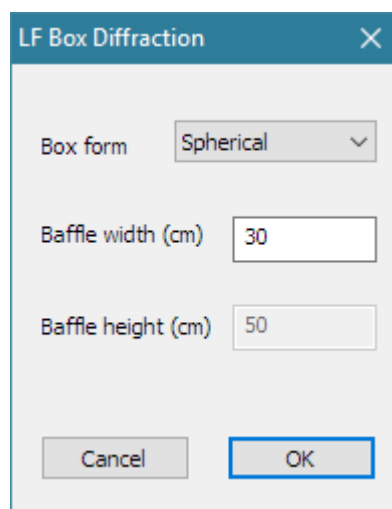 LF Box Diffraction
Box form Spherical
Baffle width (cm) 30
Baffle height (cm) 50
Cancel OK